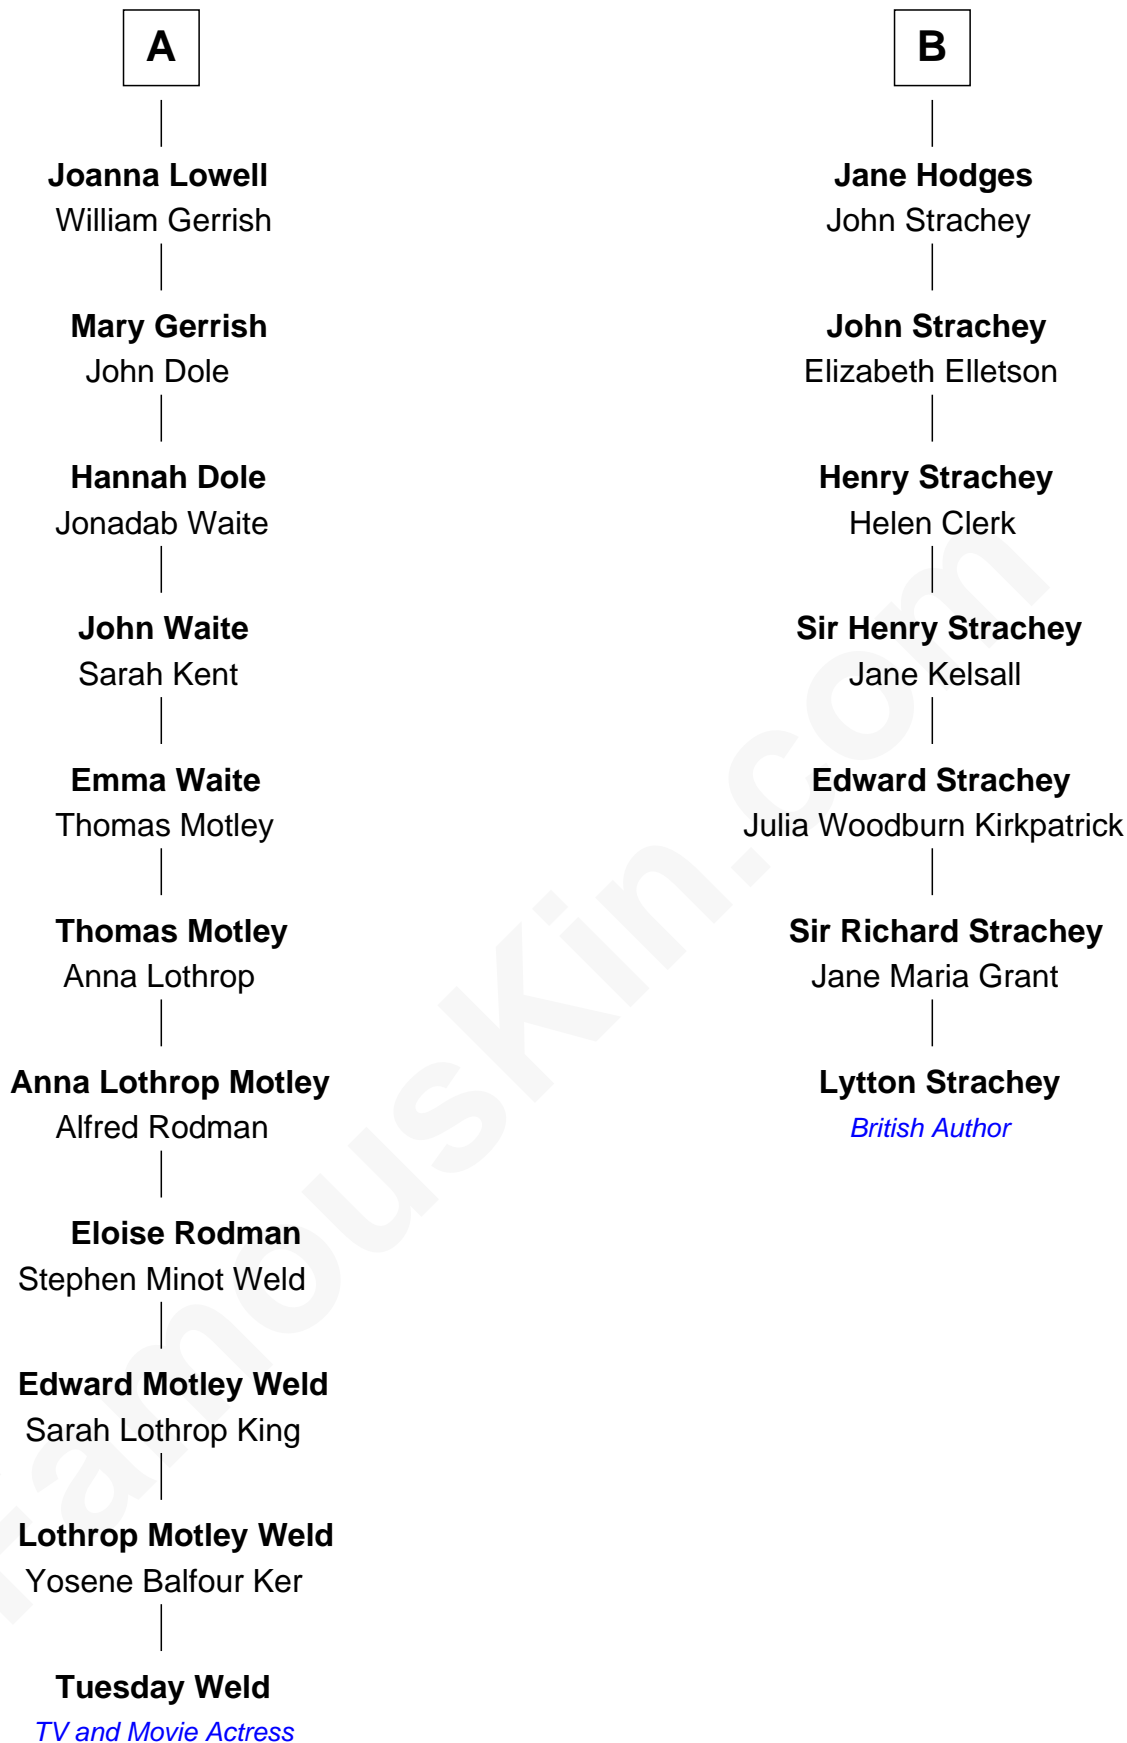 A
Joanna Lowell
William Gerrish
Mary Gerrish
John Dole
Hannah Dole
Jonadab Waite
John Waite
Sarah Kent
Emma Waite
Thomas Motley
Thomas Motley
Anna Lothrop
Anna Lothrop Motley
Alfred Rodman
Eloise Rodman
Stephen Minot Weld
Edward Motley Weld
Sarah Lothrop King
Lothrop Motley Weld
Yosene Balfour Ker
Tuesday Weld
TV and Movie Actress
B
Jane Hodges
John Strachey
John Strachey
Elizabeth Elletson
Henry Strachey
Helen Clerk
Sir Henry Strachey
Jane Kelsall
Edward Strachey
Julia Woodburn Kirkpatrick
Sir Richard Strachey
Jane Maria Grant
Lytton Strachey
British Author
FamousKin.com